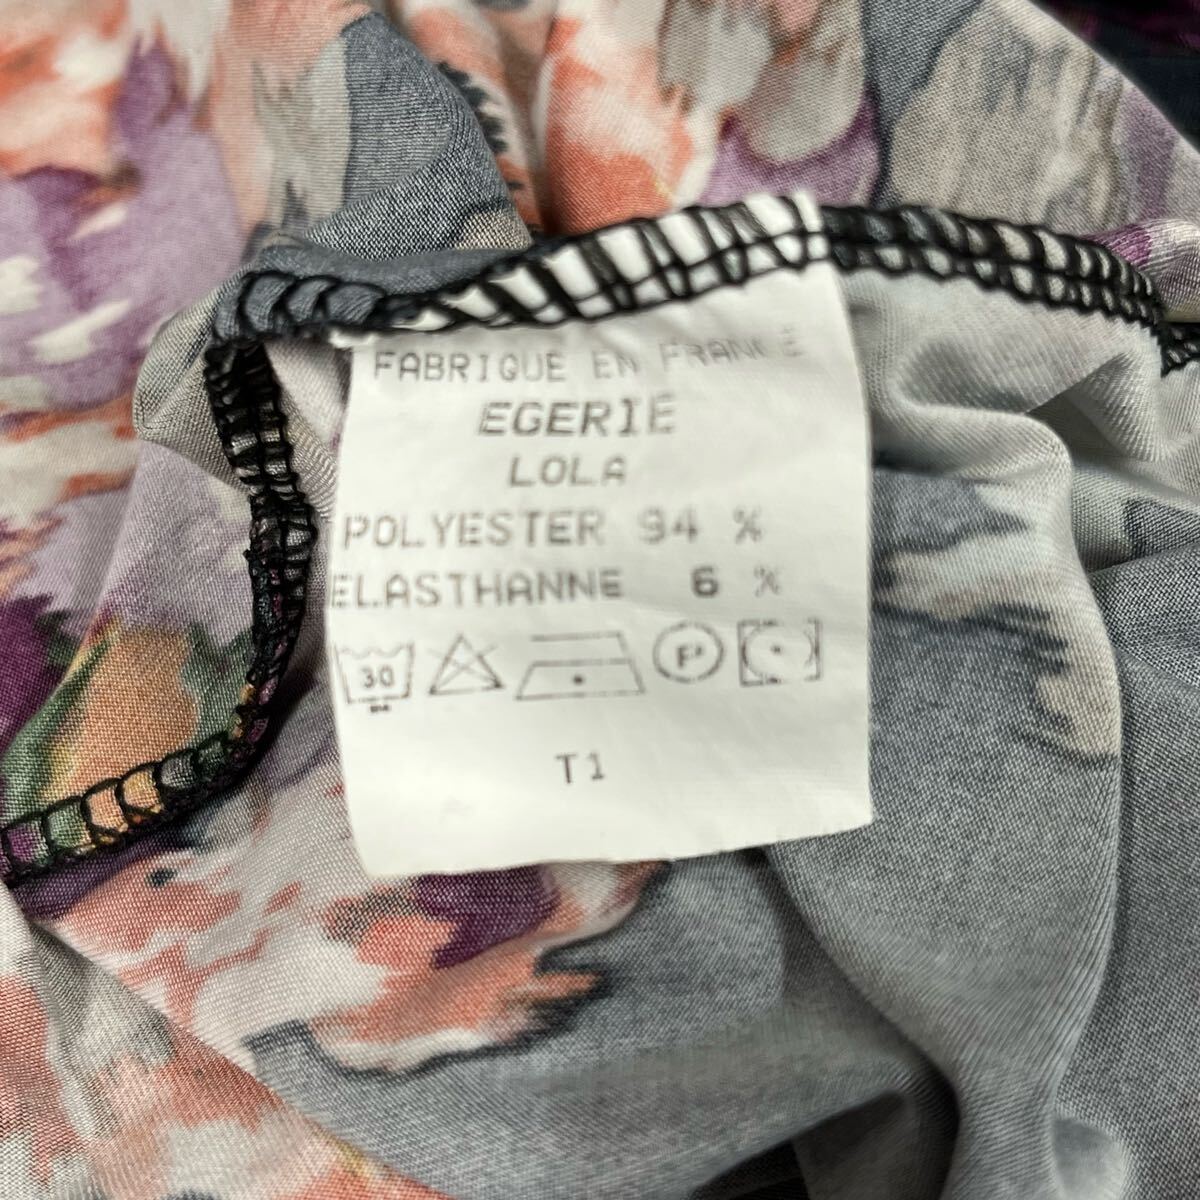 FABRIQUE EN FRANCE
EGERIE
LOLA
POLYESTER 94 %
ELASTHANNE 6 %
30 P
T1